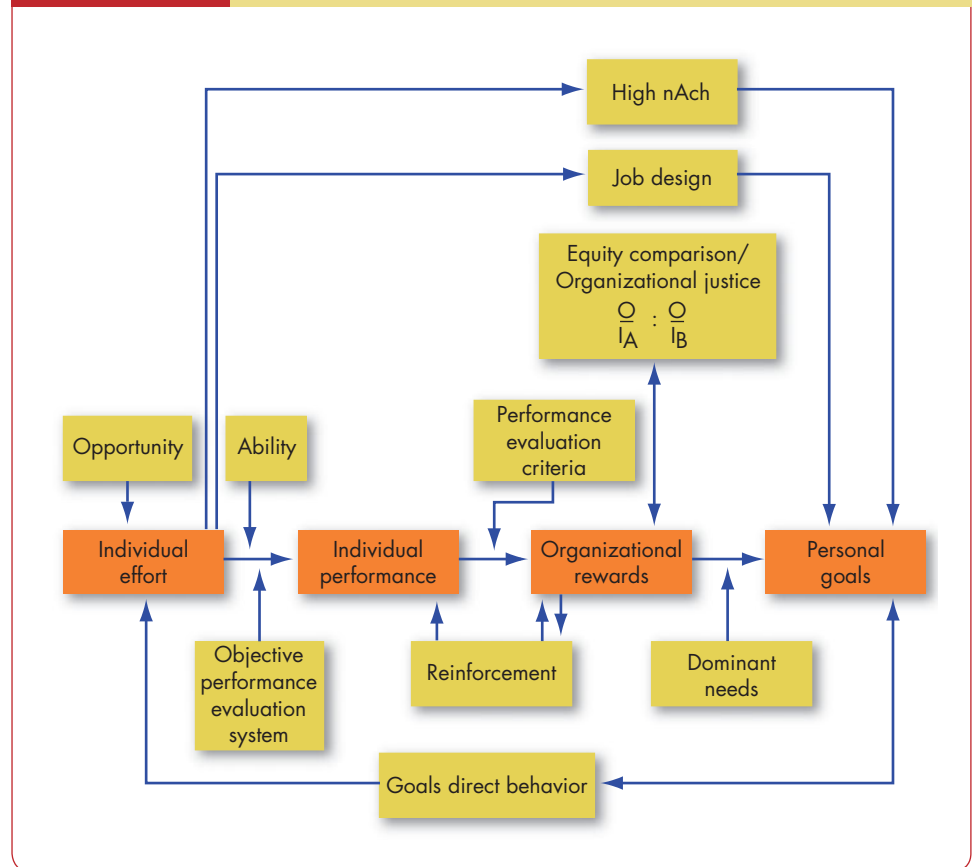 High nAch
Job design
Equity comparison/
Organizational justice
O : O
IA IB
Performance
evaluation
criteria
Opportunity
Ability
Individual
effort
Individual
performance
Organizational
rewards
Personal
goals
Objective
performance
evaluation
system
Reinforcement
Dominant
needs
Goals direct behavior